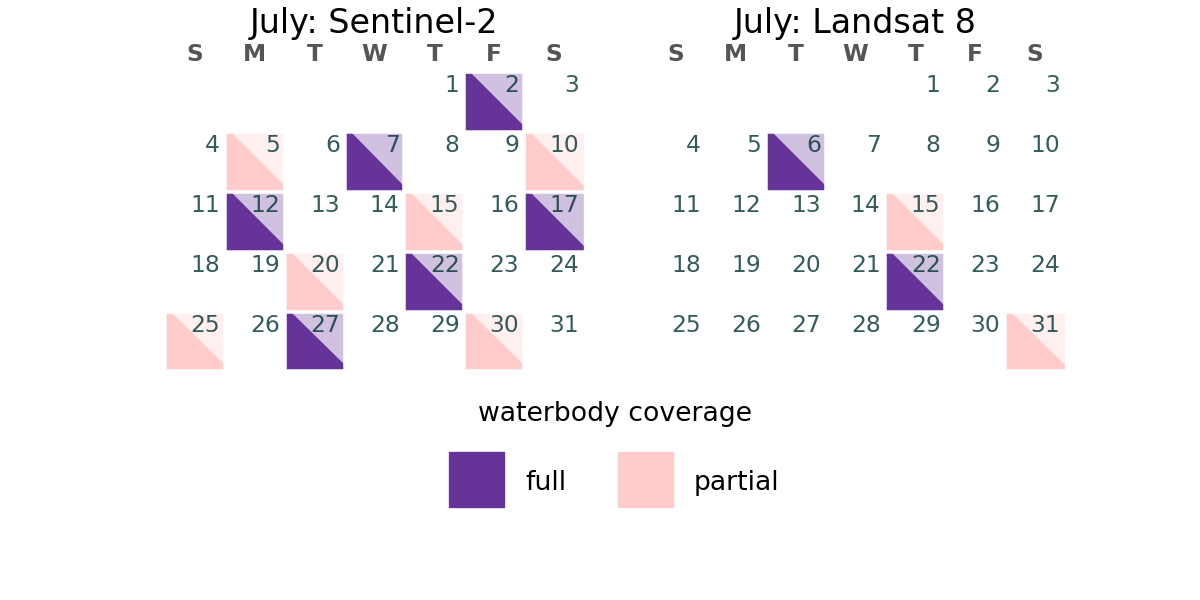 July: Sentinel-2
S M T W T F S
1 2 3
4 5 6 7 8 9 10
11 12 13 14 15 16 17
18 19 20 21 22 23 24
25 26 27 28 29 30 31
July: Landsat 8
S M T W T F S
1 2 3
4 5 6 7 8 9 10
11 12 13 14 15 16 17
18 19 20 21 22 23 24
25 26 27 28 29 30 31
waterbody coverage
full partial